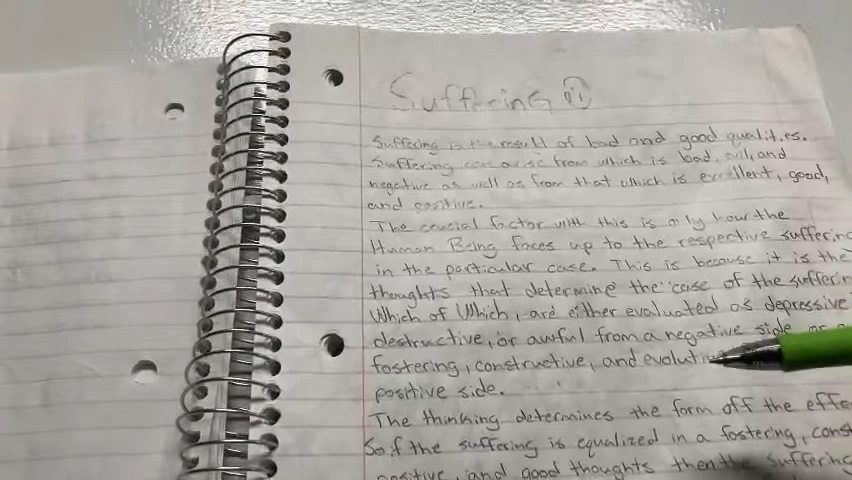 Suffering
Suffering is the result of bad and good qualities.
Suffering can arise from which is bad, evil, and
negative as well as from that which is excellent, good,
and positive.
The crucial factor with this is only how the
Human Being faces up to the respective suffering
in the particular case. This is because it is the
thoughts that determine the case of the sufferin
Which of Which, are either evaluated as depressive
destructive, or awful from a negative side or
fostering, constructive, and evoluti
positive side.
The thinking determines the form off the effe
So if the suffering is equalized in a fostering, cons
positive, and good thoughts then the suffering